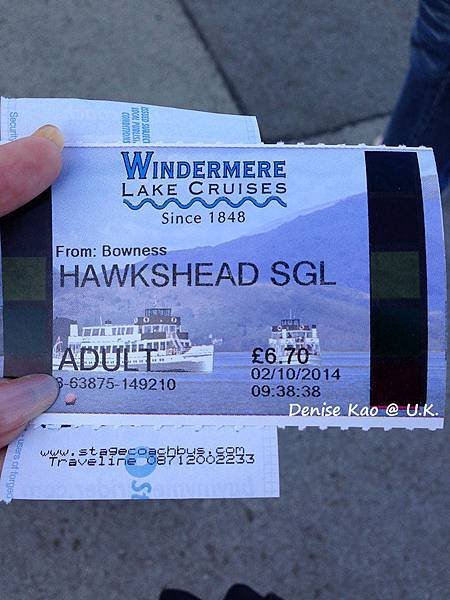 WINDERMERE
LAKE CRUISES
Since 1848
From: Bowness
HAWKSHEAD SGL
ADULT
£6.70
3-63875-149210
02/10/2014
09:38:38
Denise Kao @ U.K.
www.stagecoachbus.com
Traveline 08712002233